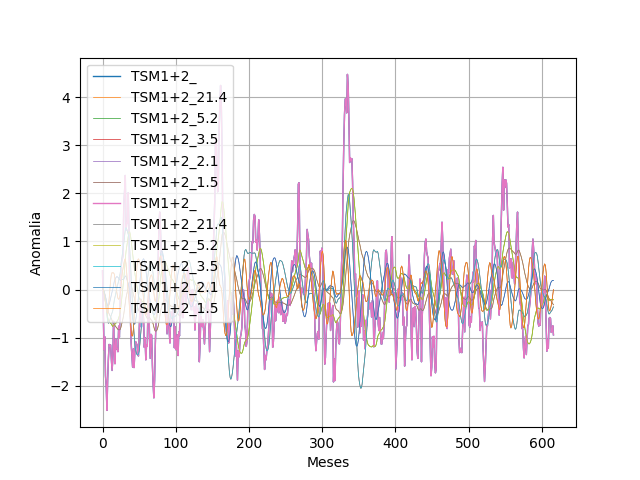 TSM1+2_
TSM1+2_21.4
TSM1+2_5.2
TSM1+2_3.5
TSM1+2_2.1
TSM1+2_1.5
TSM1+2_
TSM1+2_21.4
TSM1+2_5.2
TSM1+2_3.5
TSM1+2_2.1
TSM1+2_1.5
4
3
2
1
0
−1
−2
Anomalia
0 100 200 300 400 500 600
Meses